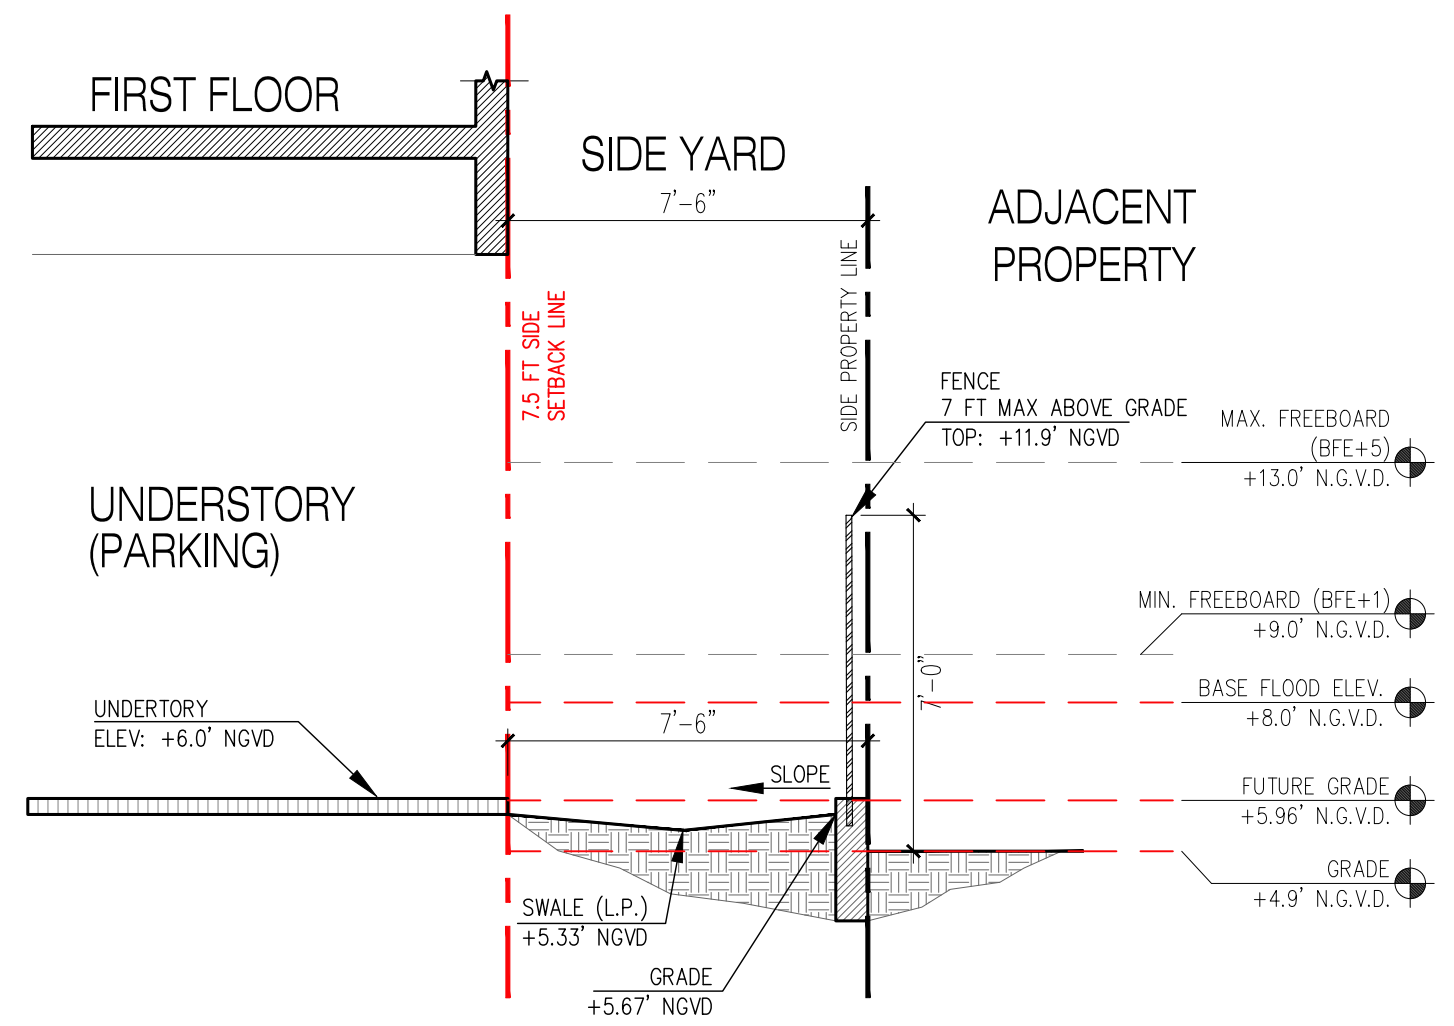 FIRST FLOOR
SIDE YARD
7'-6"
ADJACENT
PROPERTY
7.5 FT SIDE
SETBACK LINE
SIDE PROPERTY LINE
FENCE
7 FT MAX ABOVE GRADE
TOP: +11.9' NGVD
MAX. FREEBOARD
(BFE+5)
+13.0' N.G.V.D.
UNDERSTORY
(PARKING)
MIN. FREEBOARD (BFE+1)
+9.0' N.G.V.D.
7'-0"
BASE FLOOD ELEV.
+8.0' N.G.V.D.
UNDERTORY
ELEV: +6.0' NGVD
7'-6"
SLOPE
FUTURE GRADE
+5.96' N.G.V.D.
GRADE
+4.9' N.G.V.D.
SWALE (L.P.)
+5.33' NGVD
GRADE
+5.67' NGVD